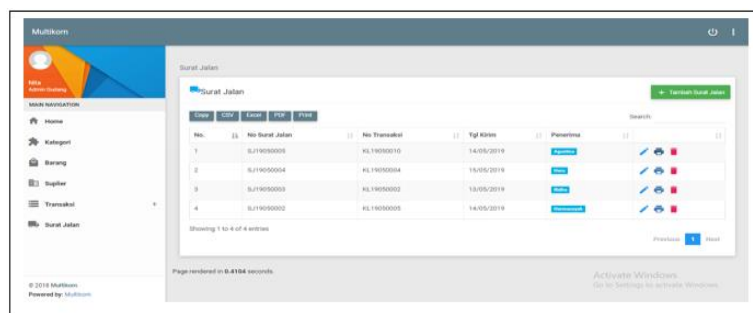 Multikom
Nita
Admin Gudang
MAIN NAVIGATION
Home
Kategori
Barang
Suplier
Transaksi +
Surat Jalan
© 2018 Multikom
Powered by: Multikom
Surat Jalan
Surat Jalan
+ Tambah Surat Jalan
Copy CSV Excel PDF Print
Search:
No. No Surat Jalan No Transaksi Tgl Kirim Penerima
1 SJ19050005 KL19050010 14/05/2019 Agustina
2 SJ19050004 KL19050004 15/05/2019
3 SJ19050003 KL19050002 13/05/2019
4 SJ19050002 KL19050005 14/05/2019
Showing 1 to 4 of 4 entries
Previous 1 Next
Page rendered in 0.4104 seconds.
Activate Windows
Go to Settings to activate Windows.